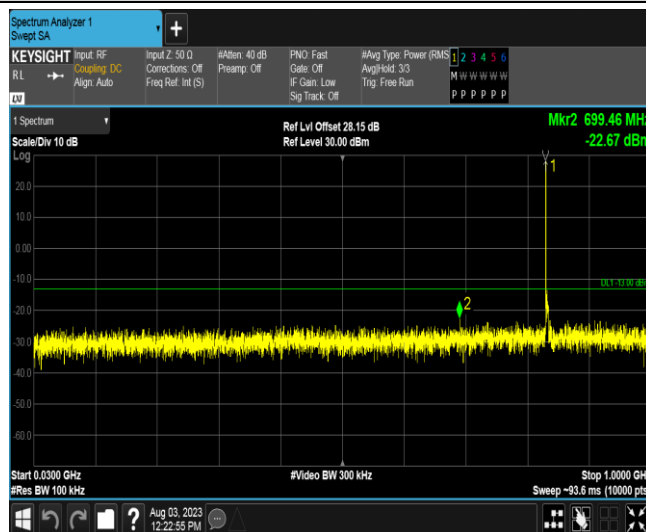 Spectrum Analyzer 1
Swept SA
+
KEYSIGHT Input: RF Input Z: 50 Ω #Atten: 40 dB PNO: Fast #Avg Type: Power (RMS 1 2 3 4 5 6
RL Coupling: DC Corrections: Off Preamp: Off Gate: Off Avg|Hold: 3/3 M W W W W W
Align: Auto Freq Ref: Int (S) IF Gain: Low Trig: Free Run
LXI Sig Track: Off P P P P P P
1 Spectrum Ref Lvl Offset 28.15 dB Mkr2 699.46 MHz
Scale/Div 10 dB Ref Level 30.00 dBm -22.67 dBm
Log
1
20.0
10.0
0.00
-10.0
DL1 -13.00 dBm
2
-20.0
-30.0
-40.0
-50.0
-60.0
Start 0.0300 GHz #Video BW 300 kHz Stop 1.0000 GH
#Res BW 100 kHz Sweep ~93.6 ms (10000 pts
? Aug 03, 2023
12:22:55 PM